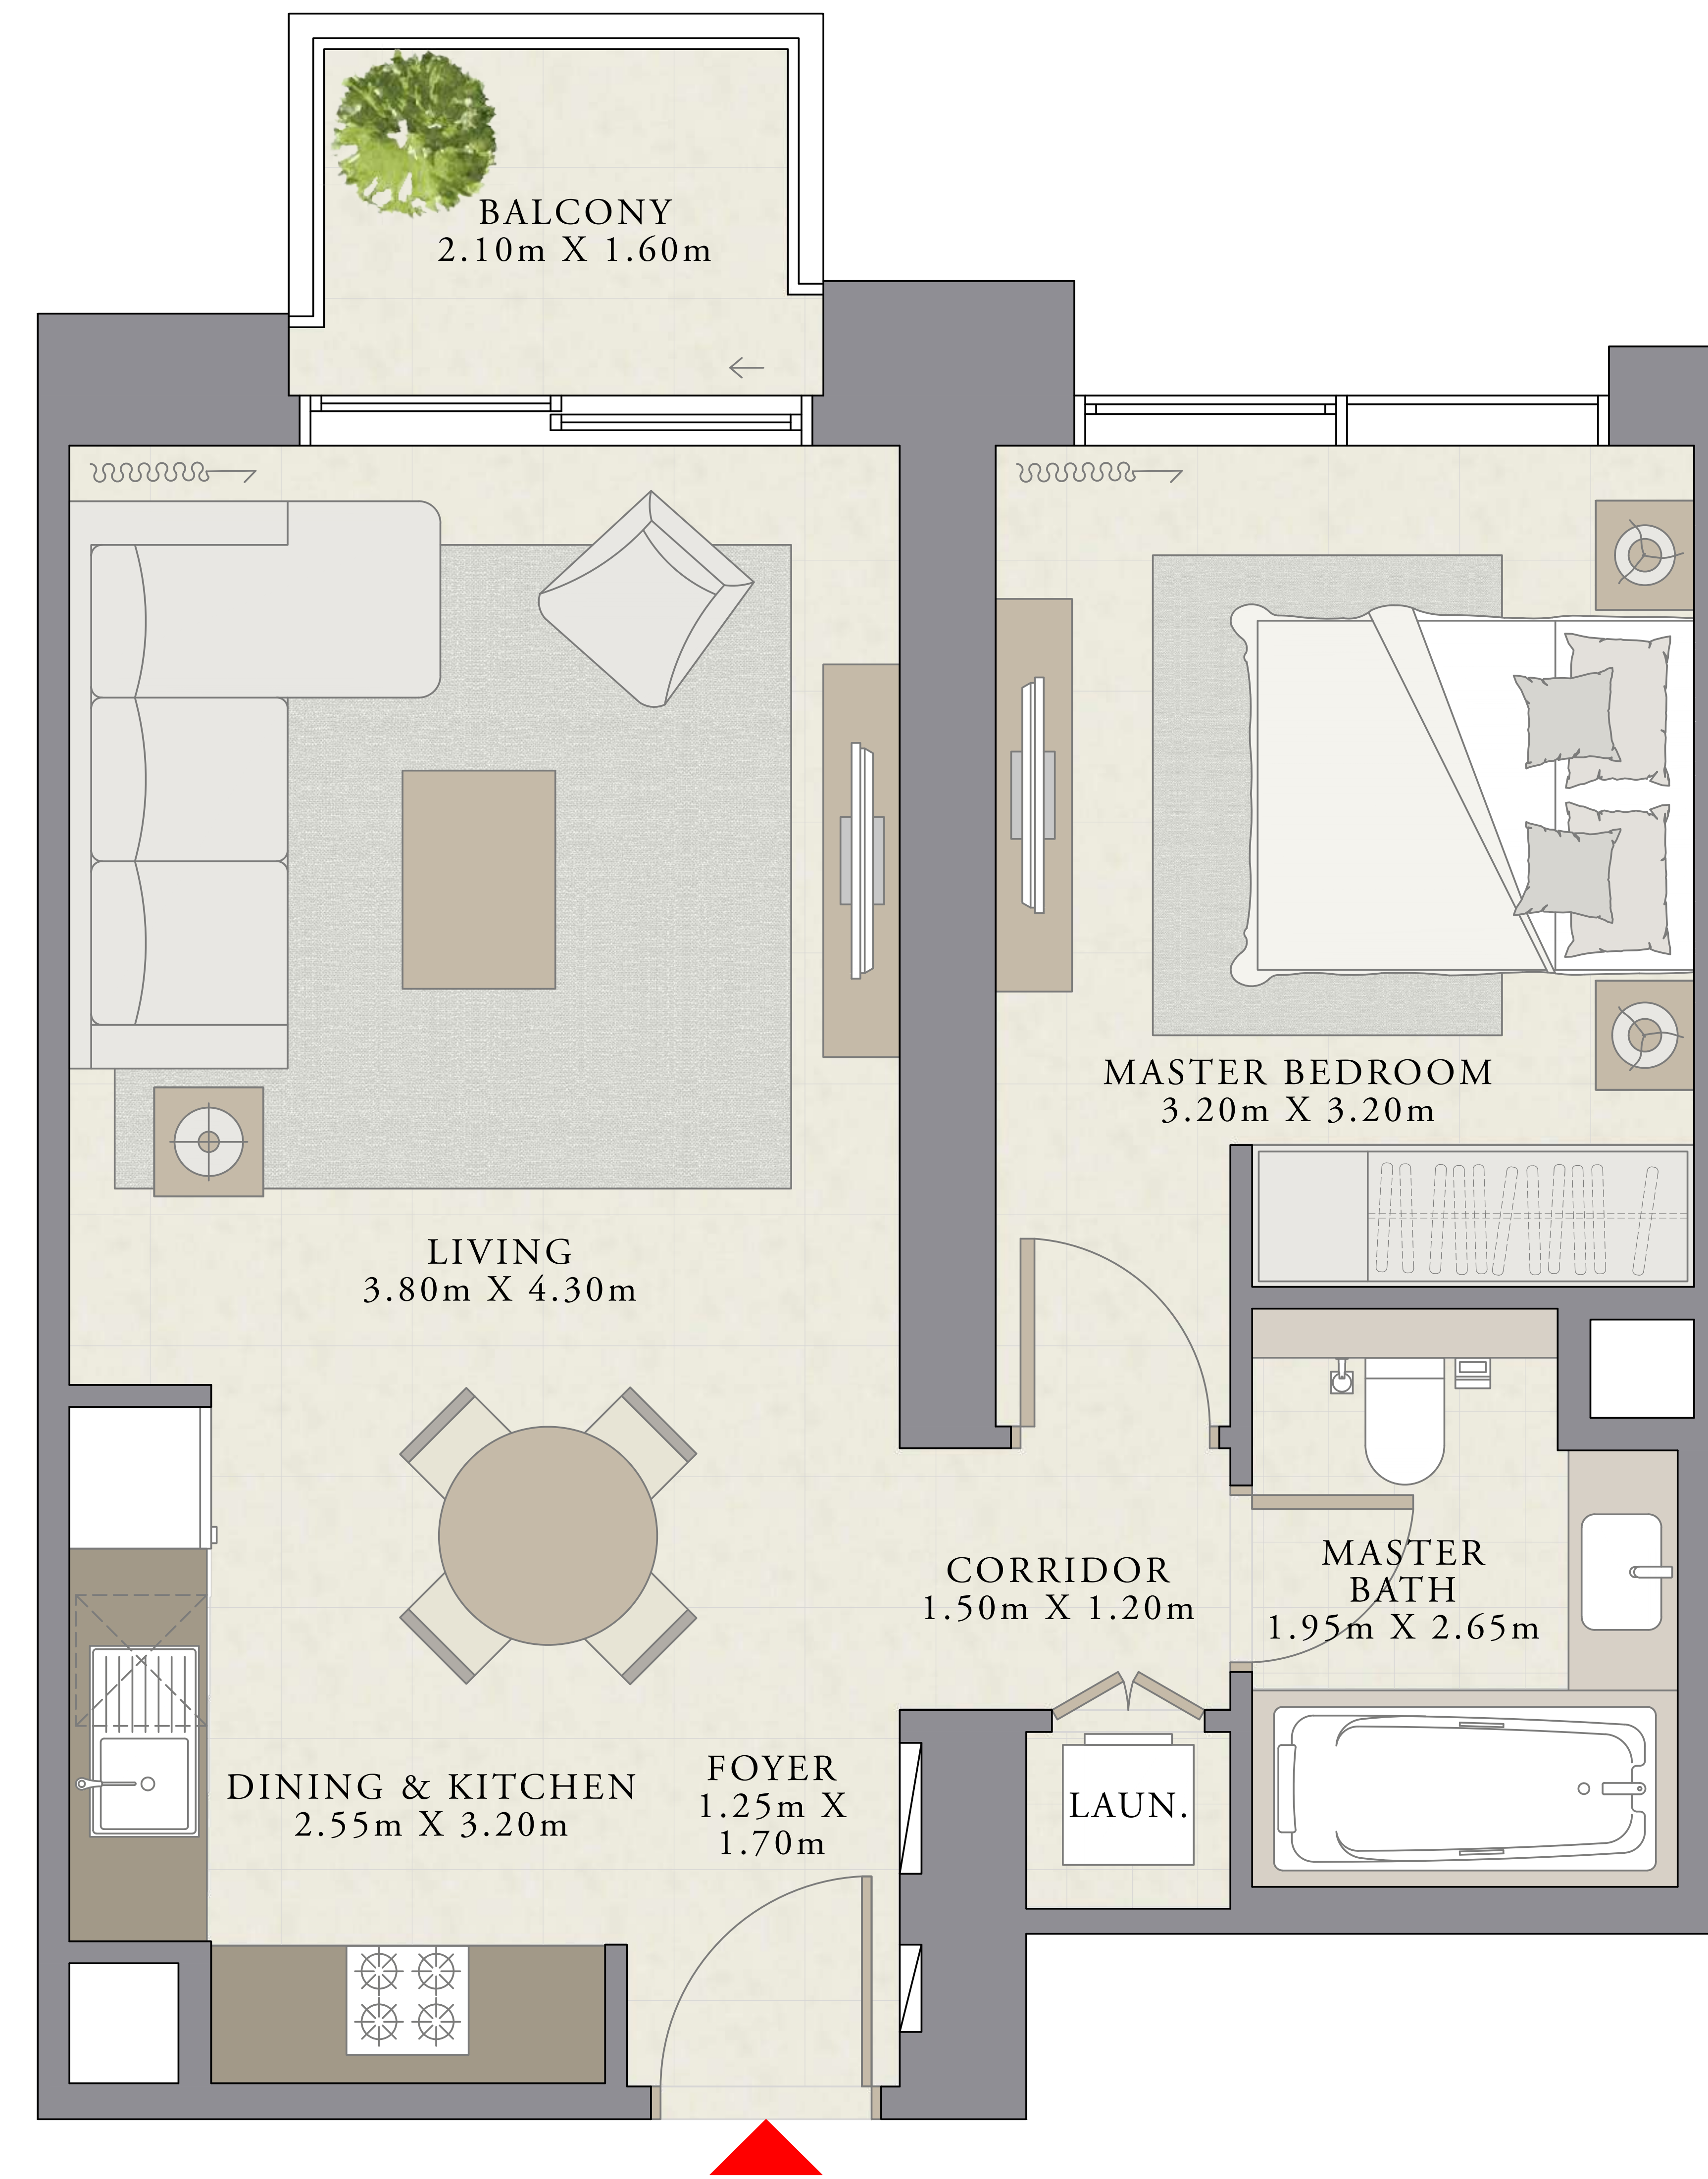 BALCONY
2.10m X 1.60m
MASTER BEDROOM
3.20m X 3.20m
LIVING
3.80m X 4.30m
CORRIDOR
1.50m X 1.20m
MASTER
BATH
1.95m X 2.65m
DINING & KITCHEN
2.55m X 3.20m
FOYER
1.25m X
1.70m
LAUN.